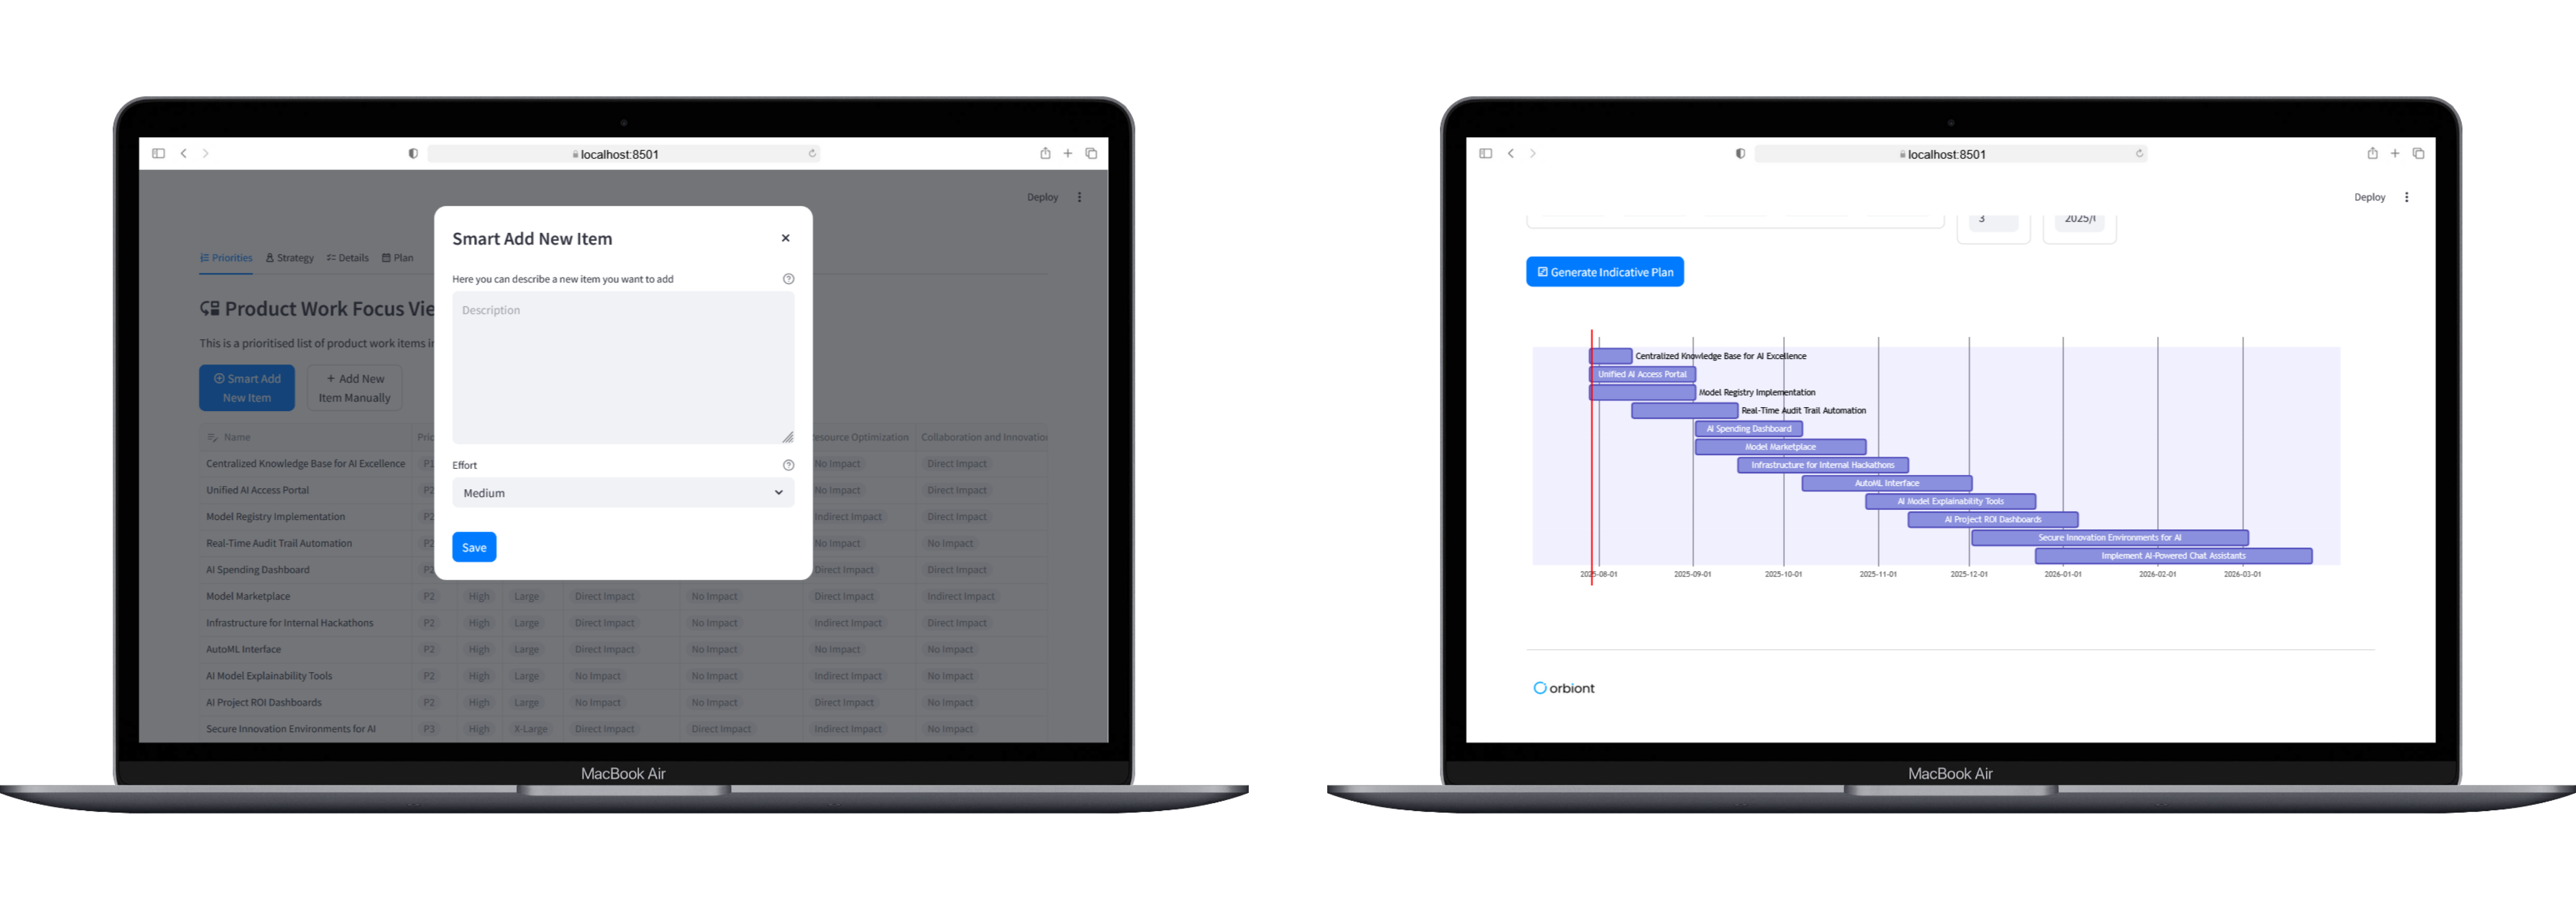 localhost:8501
Deploy
Smart Add New Item
Here you can describe a new item you want to add
Description
Effort
Medium
Save
Priorities Strategy Details Plan
Product Work Focus Vie
This is a prioritised list of product work items i
Smart Add New Item
+ Add New Item Manually
Name Prio esource Optimization Collaboration and Innovatio
Centralized Knowledge Base for AI Excellence P1 No Impact Direct Impact
Unified AI Access Portal P2 No Impact Direct Impact
Model Registry Implementation P2 Indirect Impact Direct Impact
Real-Time Audit Trail Automation P2 No Impact No Impact
AI Spending Dashboard P2 Direct Impact Direct Impact
Model Marketplace P2 High Large Direct Impact No Impact Direct Impact Indirect Impact
Infrastructure for Internal Hackathons P2 High Large Direct Impact No Impact Indirect Impact Direct Impact
AutoML Interface P2 High Large Direct Impact No Impact No Impact No Impact
AI Model Explainability Tools P2 High Large No Impact No Impact Indirect Impact No Impact
AI Project ROI Dashboards P2 High Large No Impact No Impact Direct Impact No Impact
Secure Innovation Environments for AI P3 High X-Large Direct Impact Direct Impact Indirect Impact No Impact
MacBook Air
localhost:8501
Deploy
3 2025/
Generate Indicative Plan
Centralized Knowledge Base for AI Excellence
Unified AI Access Portal
Model Registry Implementation
Real-Time Audit Trail Automation
AI Spending Dashboard
Model Marketplace
Infrastructure for Internal Hackathons
AutoML Interface
AI Model Explainability Tools
AI Project ROI Dashboards
Secure Innovation Environments for AI
Implement AI-Powered Chat Assistants
2025-08-01 2025-09-01 2025-10-01 2025-11-01 2025-12-01 2026-01-01 2026-02-01 2026-03-01
orbiont
MacBook Air